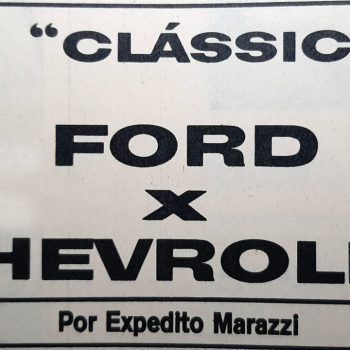 “CLÁSSIC
FORD
X
HEVROL
Por Expedito Marazzi